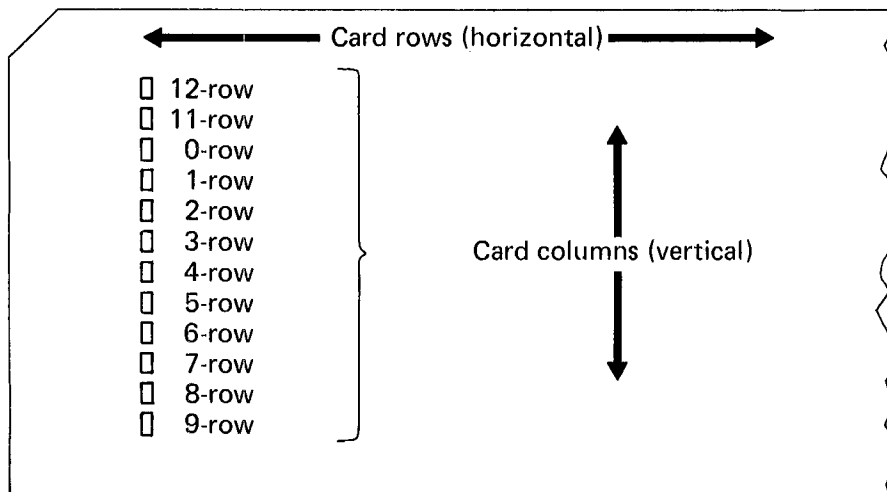 Card rows (horizontal)
12-row
11-row
0-row
1-row
2-row
3-row
Card columns (vertical)
4-row
5-row
6-row
7-row
8-row
9-row